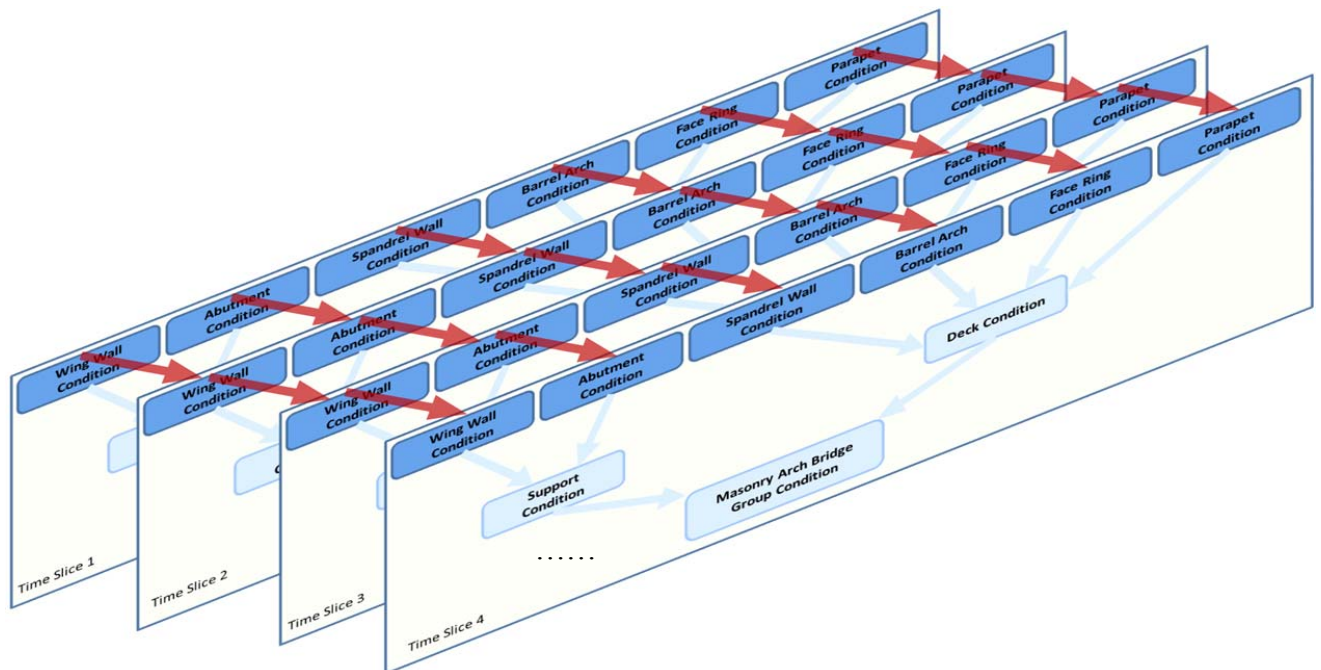 Parapet
Condition
Face Ring
Condition
Barrel Arch
Condition
Spandrel Wall
Condition
Abutment
Condition
Wing Wall
Condition
Time Slice 1
Parapet
Condition
Face Ring
Condition
Barrel Arch
Condition
Spandrel Wall
Condition
Abutment
Condition
Wing Wall
Condition
Time Slice 2
Parapet
Condition
Face Ring
Condition
Barrel Arch
Condition
Spandrel Wall
Condition
Abutment
Condition
Wing Wall
Condition
Time Slice 3
Parapet
Condition
Face Ring
Condition
Barrel Arch
Condition
Spandrel Wall
Condition
Abutment
Condition
Wing Wall
Condition
Deck Condition
Support
Condition
Masonry Arch Bridge
Group Condition
......
Time Slice 4